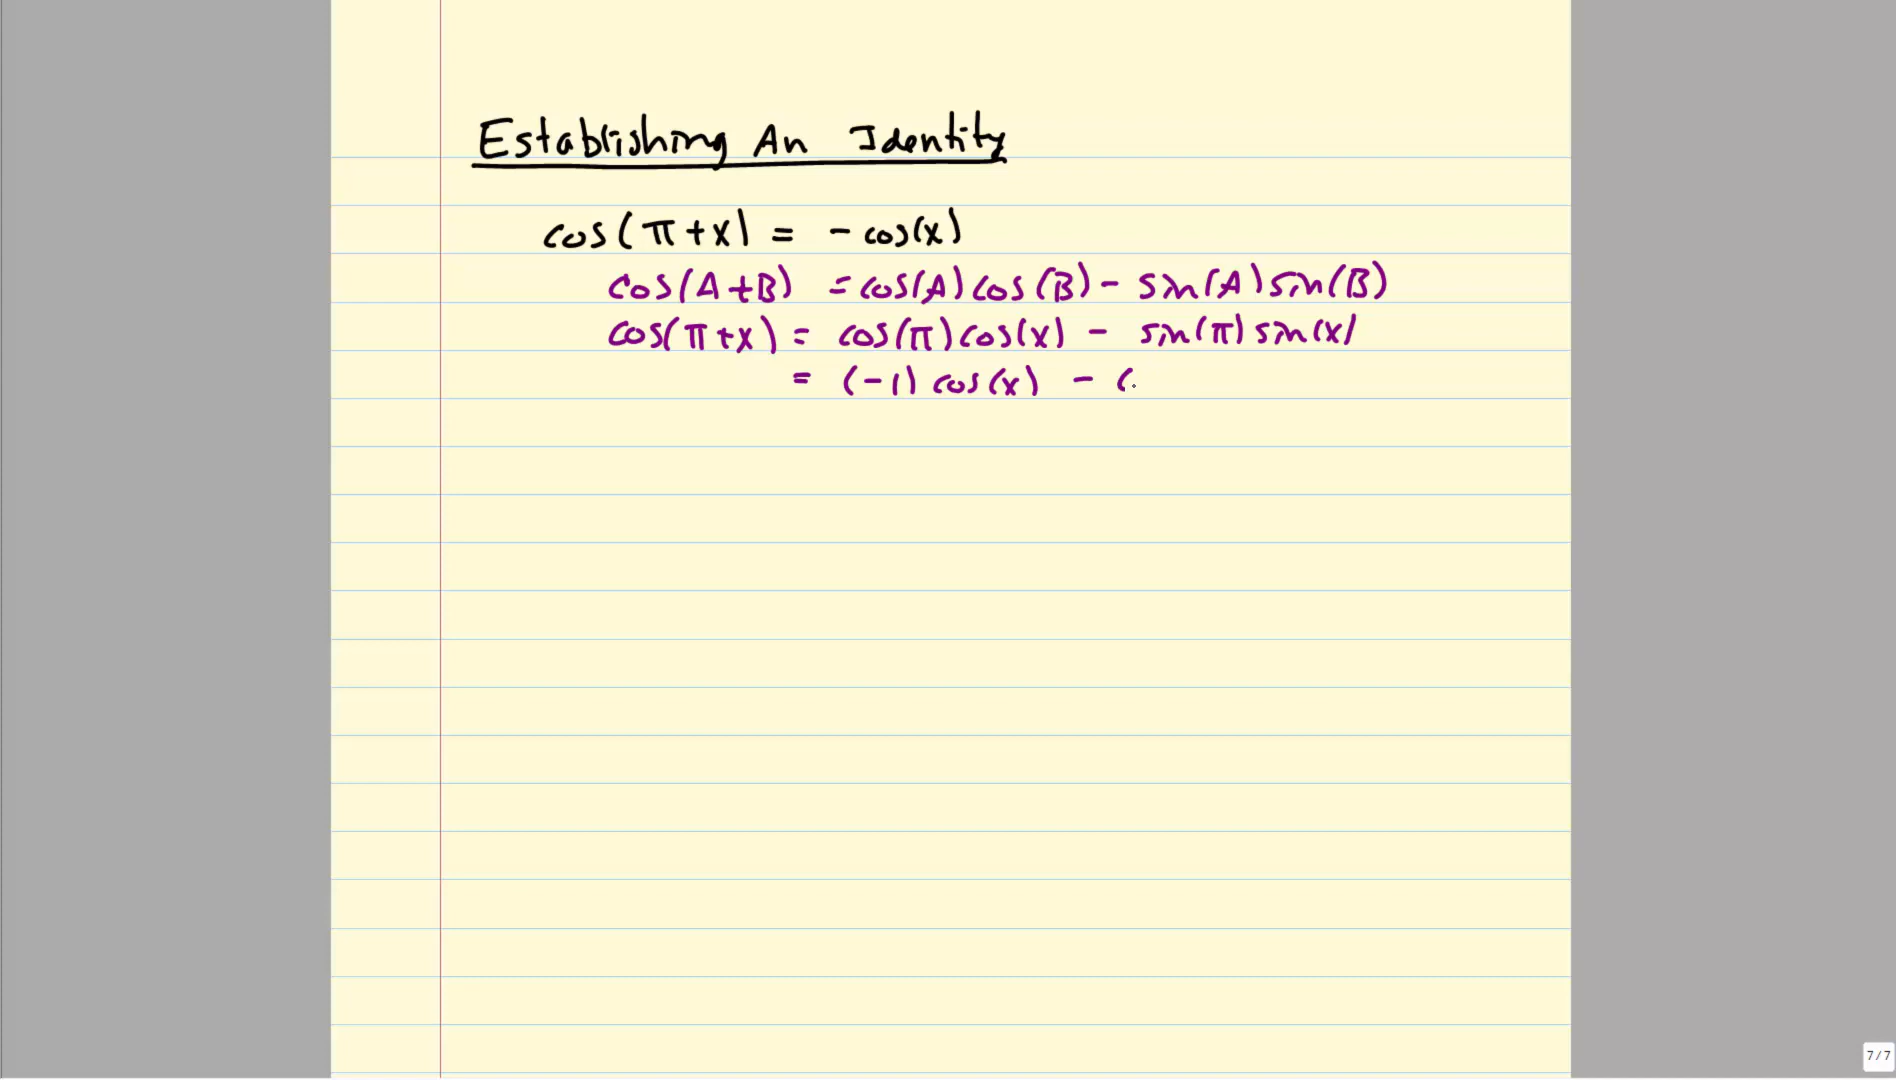 Establishing An Identity
cos(π+x) = -cos(x)
cos(A+B) = cos(A)cos(B) - sin(A)sin(B)
cos(π+x) = cos(π)cos(x) - sin(π)sin(x)
= (-1)cos(x) - (
7/7